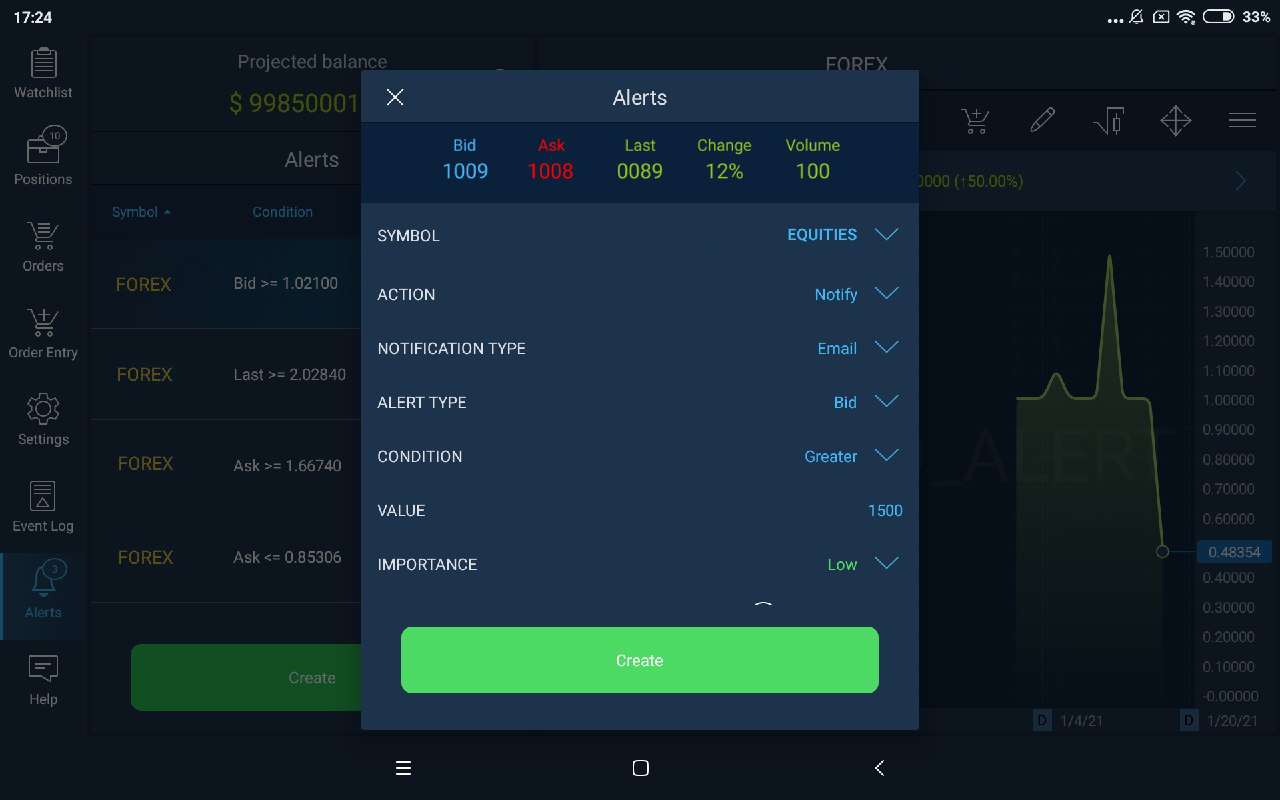 17:24
33%
Watchlist
10
Positions
Orders
Order Entry
Settings
Event Log
3
Alerts
Help
Projected balance
$ 99850001
Alerts
Symbol
Condition
FOREX
Bid >= 1.02100
FOREX
Last >= 2.02840
FOREX
Ask >= 1.66740
FOREX
Ask <= 0.85306
Create
Alerts
Bid
Ask
Last
Change
Volume
1009
1008
0089
12%
100
SYMBOL
EQUITIES
ACTION
Notify
NOTIFICATION TYPE
Email
ALERT TYPE
Bid
CONDITION
Greater
VALUE
1500
IMPORTANCE
Low
Create
FOREX
0000 (↑50.00%)
_ALERT
1.50000
1.40000
1.30000
1.20000
1.10000
1.00000
0.90000
0.80000
0.70000
0.60000
0.48354
0.40000
0.30000
0.20000
0.10000
-0.00000
D 1/4/21
D 1/20/21